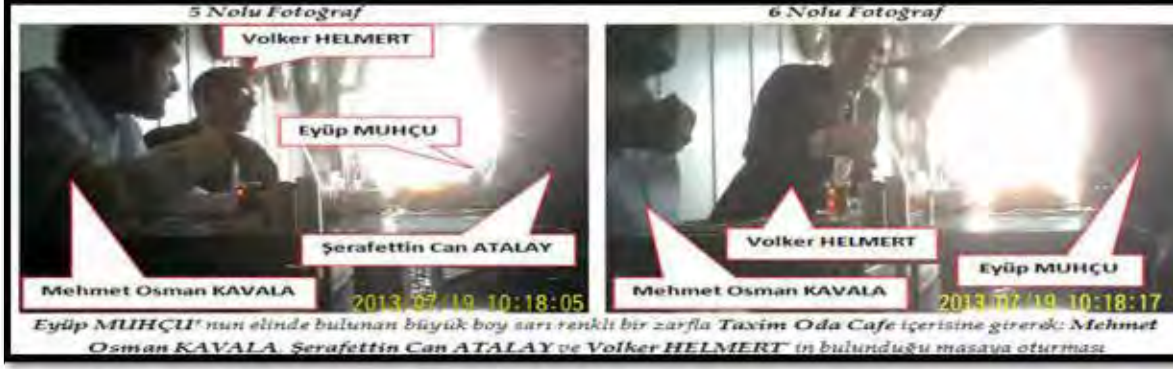 5 Nolu Fotoğraf
6 Nolu Fotoğraf
Volker HELMERT
Eyüp MUHÇU
Şerafettin Can ATALAY
Mehmet Osman KAVALA
2013/07/19 10:18:05
Volker HELMERT
Eyüp MUHÇU
Mehmet Osman KAVALA
2013/07/19 10:18:17
Eyüp MUHÇU' nun elinde bulunan büyük boy sarı renkli bir zarfla Taxim Oda Cafe içerisine girerek: Mehmet
Osman KAVALA, Şerafettin Can ATALAY ve Volker HELMERT' in bulunduğu masaya oturması